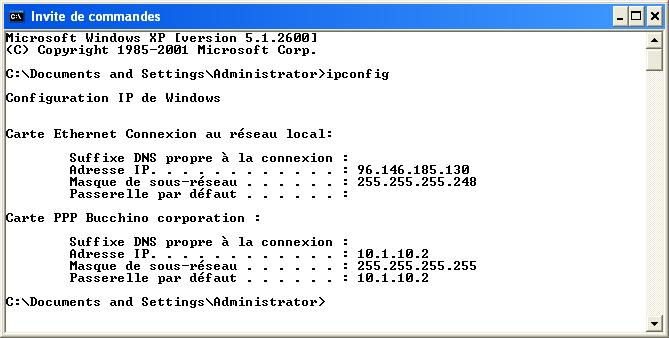 Invite de commandes
Microsoft Windows XP [version 5.1.2600]
(C) Copyright 1985-2001 Microsoft Corp.
C:\Documents and Settings\Administrator>ipconfig
Configuration IP de Windows
Carte Ethernet Connexion au réseau local:
Suffixe DNS propre à la connexion :
Adresse IP. . . . . . . . . . . . : 96.146.185.130
Masque de sous-réseau . . . . . . : 255.255.255.248
Passerelle par défaut . . . . . . :
Carte PPP Bucchino corporation :
Suffixe DNS propre à la connexion :
Adresse IP. . . . . . . . . . . . : 10.1.10.2
Masque de sous-réseau . . . . . . : 255.255.255.255
Passerelle par défaut . . . . . . : 10.1.10.2
C:\Documents and Settings\Administrator>